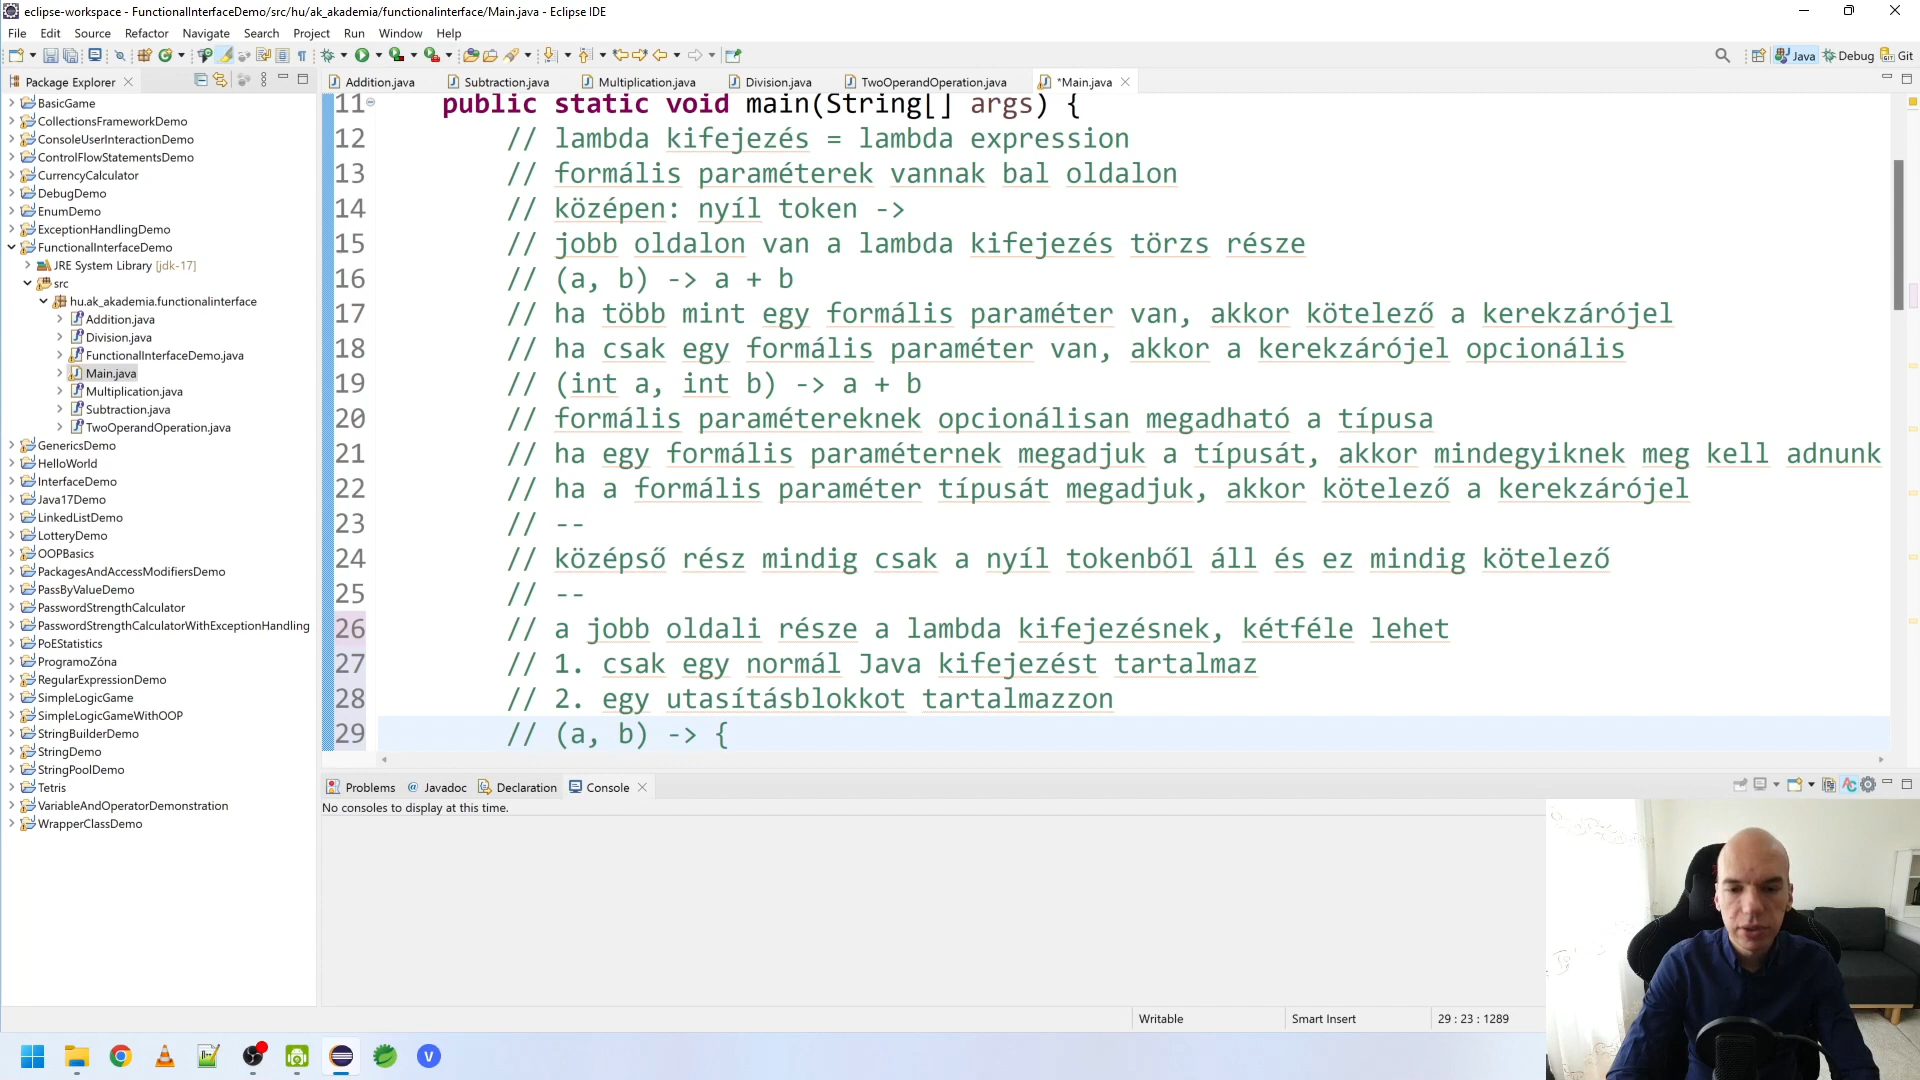 eclipse-workspace - FunctionalInterfaceDemo/src/hu/ak_akademia/functionalinterface/Main.java - Eclipse IDE
File Edit Source Refactor Navigate Search Project Run Window Help
Java Debug Git
Package Explorer
Addition.java Subtraction.java Multiplication.java Division.java TwoOperandOperation.java *Main.java
BasicGame
CollectionsFrameworkDemo
ConsoleUserInteractionDemo
ControlFlowStatementsDemo
CurrencyCalculator
DebugDemo
EnumDemo
ExceptionHandlingDemo
FunctionalInterfaceDemo
JRE System Library [jdk-17]
src
hu.ak_akademia.functionalinterface
Addition.java
Division.java
FunctionalInterfaceDemo.java
Main.java
Multiplication.java
Subtraction.java
TwoOperandOperation.java
GenericsDemo
HelloWorld
InterfaceDemo
Java17Demo
LinkedListDemo
LotteryDemo
OOPBasics
PackagesAndAccessModifiersDemo
PassByValueDemo
PasswordStrengthCalculator
PasswordStrengthCalculatorWithExceptionHandling
PoEStatistics
ProgramoZóna
RegularExpressionDemo
SimpleLogicGame
SimpleLogicGameWithOOP
StringBuilderDemo
StringDemo
StringPoolDemo
Tetris
VariableAndOperatorDemonstration
WrapperClassDemo
11 public static void main(String[] args) {
12 // lambda kifejezés = lambda expression
13 // formális paraméterek vannak bal oldalon
14 // középen: nyíl token ->
15 // jobb oldalon van a lambda kifejezés törzs része
16 // (a, b) -> a + b
17 // ha több mint egy formális paraméter van, akkor kötelező a kerekzárójel
18 // ha csak egy formális paraméter van, akkor a kerekzárójel opcionális
19 // (int a, int b) -> a + b
20 // formális paramétereknek opcionálisan megadható a típusa
21 // ha egy formális paraméternek megadjuk a típusát, akkor mindegyiknek meg kell adnunk
22 // ha a formális paraméter típusát megadjuk, akkor kötelező a kerekzárójel
23 // --
24 // középső rész mindig csak a nyíl tokenből áll és ez mindig kötelező
25 // --
26 // a jobb oldali része a lambda kifejezésnek, kétféle lehet
27 // 1. csak egy normál Java kifejezést tartalmaz
28 // 2. egy utasításblokkot tartalmazzon
29 // (a, b) -> {
Problems Javadoc Declaration Console
No consoles to display at this time.
Writable Smart Insert 29 : 23 : 1289